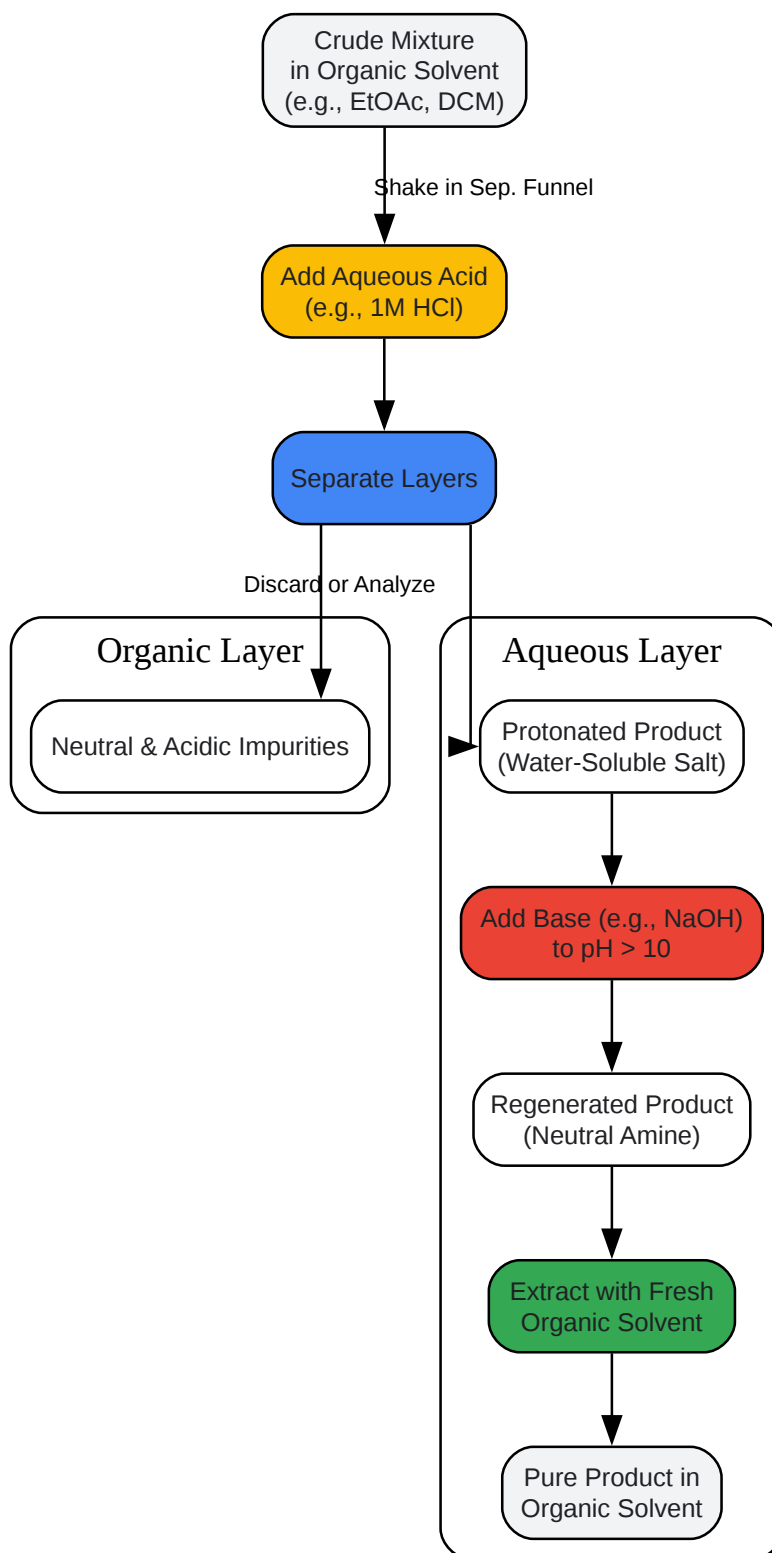 Crude Mixture
in Organic Solvent
(e.g., EtOAc, DCM)
Shake in Sep. Funnel
Add Aqueous Acid
(e.g., 1M HCl)
Separate Layers
Discard or Analyze
Organic Layer
Neutral & Acidic Impurities
Aqueous Layer
Protonated Product
(Water-Soluble Salt)
Add Base (e.g., NaOH)
to pH > 10
Regenerated Product
(Neutral Amine)
Extract with Fresh
Organic Solvent
Pure Product in
Organic Solvent